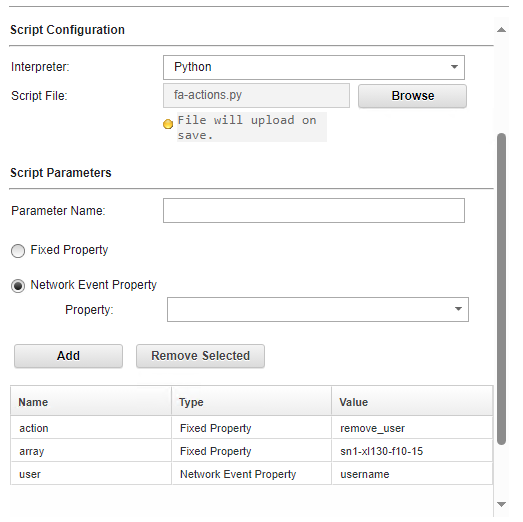 Script Configuration
Interpreter: Python
Script File: fa-actions.py Browse
File will upload on
save.
Script Parameters
Parameter Name:
Fixed Property
Network Event Property
Property:
Add Remove Selected
Name Type Value
action Fixed Property remove_user
array Fixed Property sn1-xl130-f10-15
user Network Event Property username